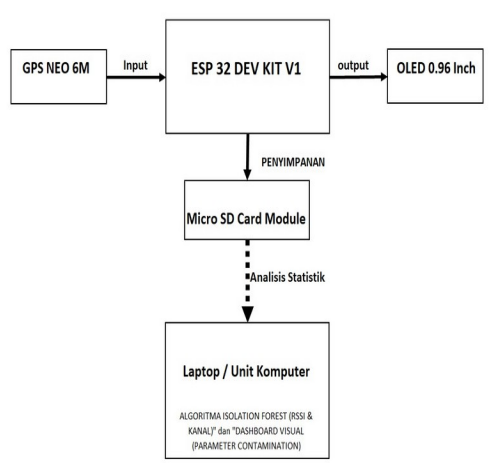 GPS NEO 6M
Input
ESP 32 DEV KIT V1
output
OLED 0.96 Inch
PENYIMPANAN
Micro SD Card Module
Analisis Statistik
Laptop / Unit Komputer
ALGORITMA ISOLATION FOREST (RSSI &
KANAL)" dan "DASHBOARD VISUAL
(PARAMETER CONTAMINATION)